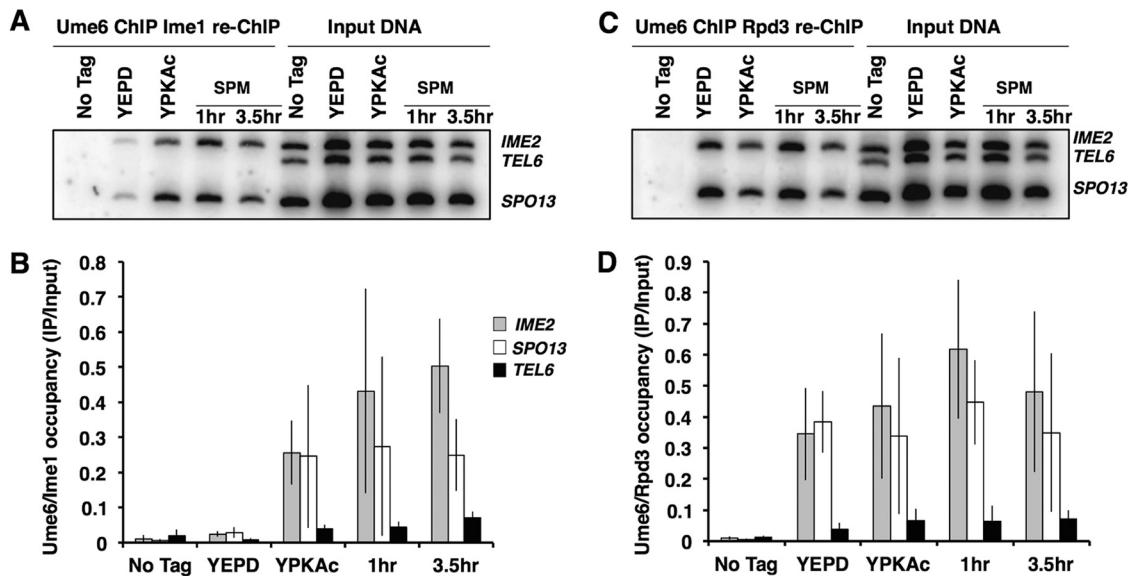 A
Ume6 ChIP Ime1 re-ChIP
Input DNA
No Tag
YEPD
YPKAc
SPM
1hr 3.5hr
No Tag
YEPD
YPKAc
SPM
1hr 3.5hr
IME2
TEL6
SPO13
C
Ume6 ChIP Rpd3 re-ChIP
Input DNA
No Tag
YEPD
YPKAc
SPM
1hr 3.5hr
No Tag
YEPD
YPKAc
SPM
1hr 3.5hr
IME2
TEL6
SPO13
B
Ume6/Ime1 occupancy (IP/Input)
0.8
0.7
0.6
0.5
0.4
0.3
0.2
0.1
0
IME2
SPO13
TEL6
No Tag YEPD YPKAc 1hr 3.5hr
D
Ume6/Rpd3 occupancy (IP/Input)
0.9
0.8
0.7
0.6
0.5
0.4
0.3
0.2
0.1
0
No Tag YEPD YPKAc 1hr 3.5hr